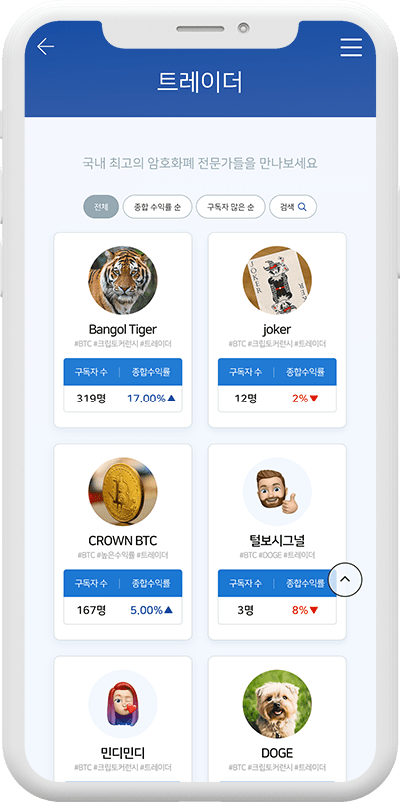 트레이더
국내 최고의 암호화폐 전문가들을 만나보세요
전체 종합 수익률 순 구독자 많은 순 검색
JOKER
JOKER
Bangol Tiger
#BTC #크립토커런시 #트레이더
구독자 수 종합수익률
319명 17.00%▲
joker
#BTC #크립토커런시 #트레이더
구독자 수 종합수익률
12명 2%▼
CROWN BTC
#BTC #높은수익률 #트레이더
구독자 수 종합수익률
167명 5.00%▲
털보시그널
#BTC #DOGE #트레이더
구독자 수 종합수익률
3명 8%▼
민디민디
#BTC #크립토커런시 #트레이더
DOGE
#BTC #크립토커런시 #트레이더